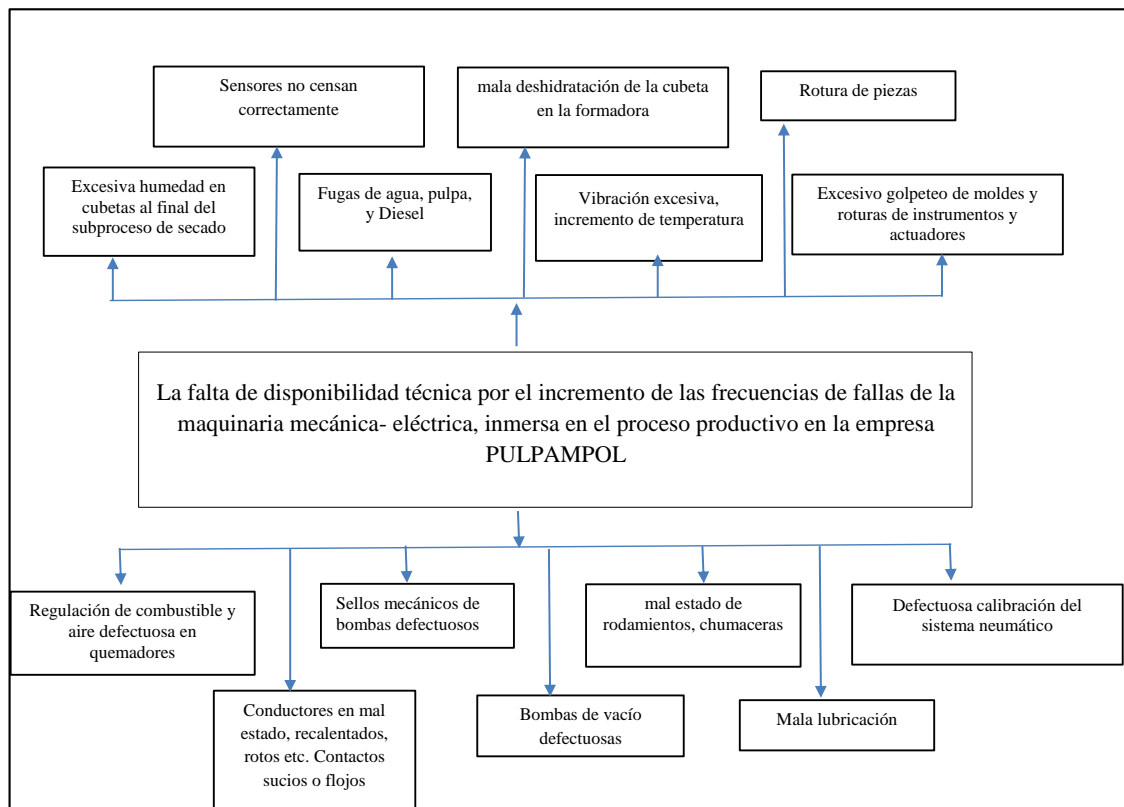 Sensores no censan
correctamente
mala deshidratación de la cubeta
en la formadora
Rotura de piezas
Excesiva humedad en
cubetas al final del
subproceso de secado
Fugas de agua, pulpa,
y Diesel
Vibración excesiva,
incremento de temperatura
Excesivo golpeteo de moldes y
roturas de instrumentos y
actuadores
La falta de disponibilidad técnica por el incremento de las frecuencias de fallas de la
maquinaria mecánica- eléctrica, inmersa en el proceso productivo en la empresa
PULPAMPOL
Regulación de combustible y
aire defectuosa en
quemadores
Sellos mecánicos de
bombas defectuosos
mal estado de
rodamientos, chumaceras
Defectuosa calibración del
sistema neumático
Conductores en mal
estado, recalentados,
rotos etc. Contactos
sucios o flojos
Bombas de vacío
defectuosas
Mala lubricación